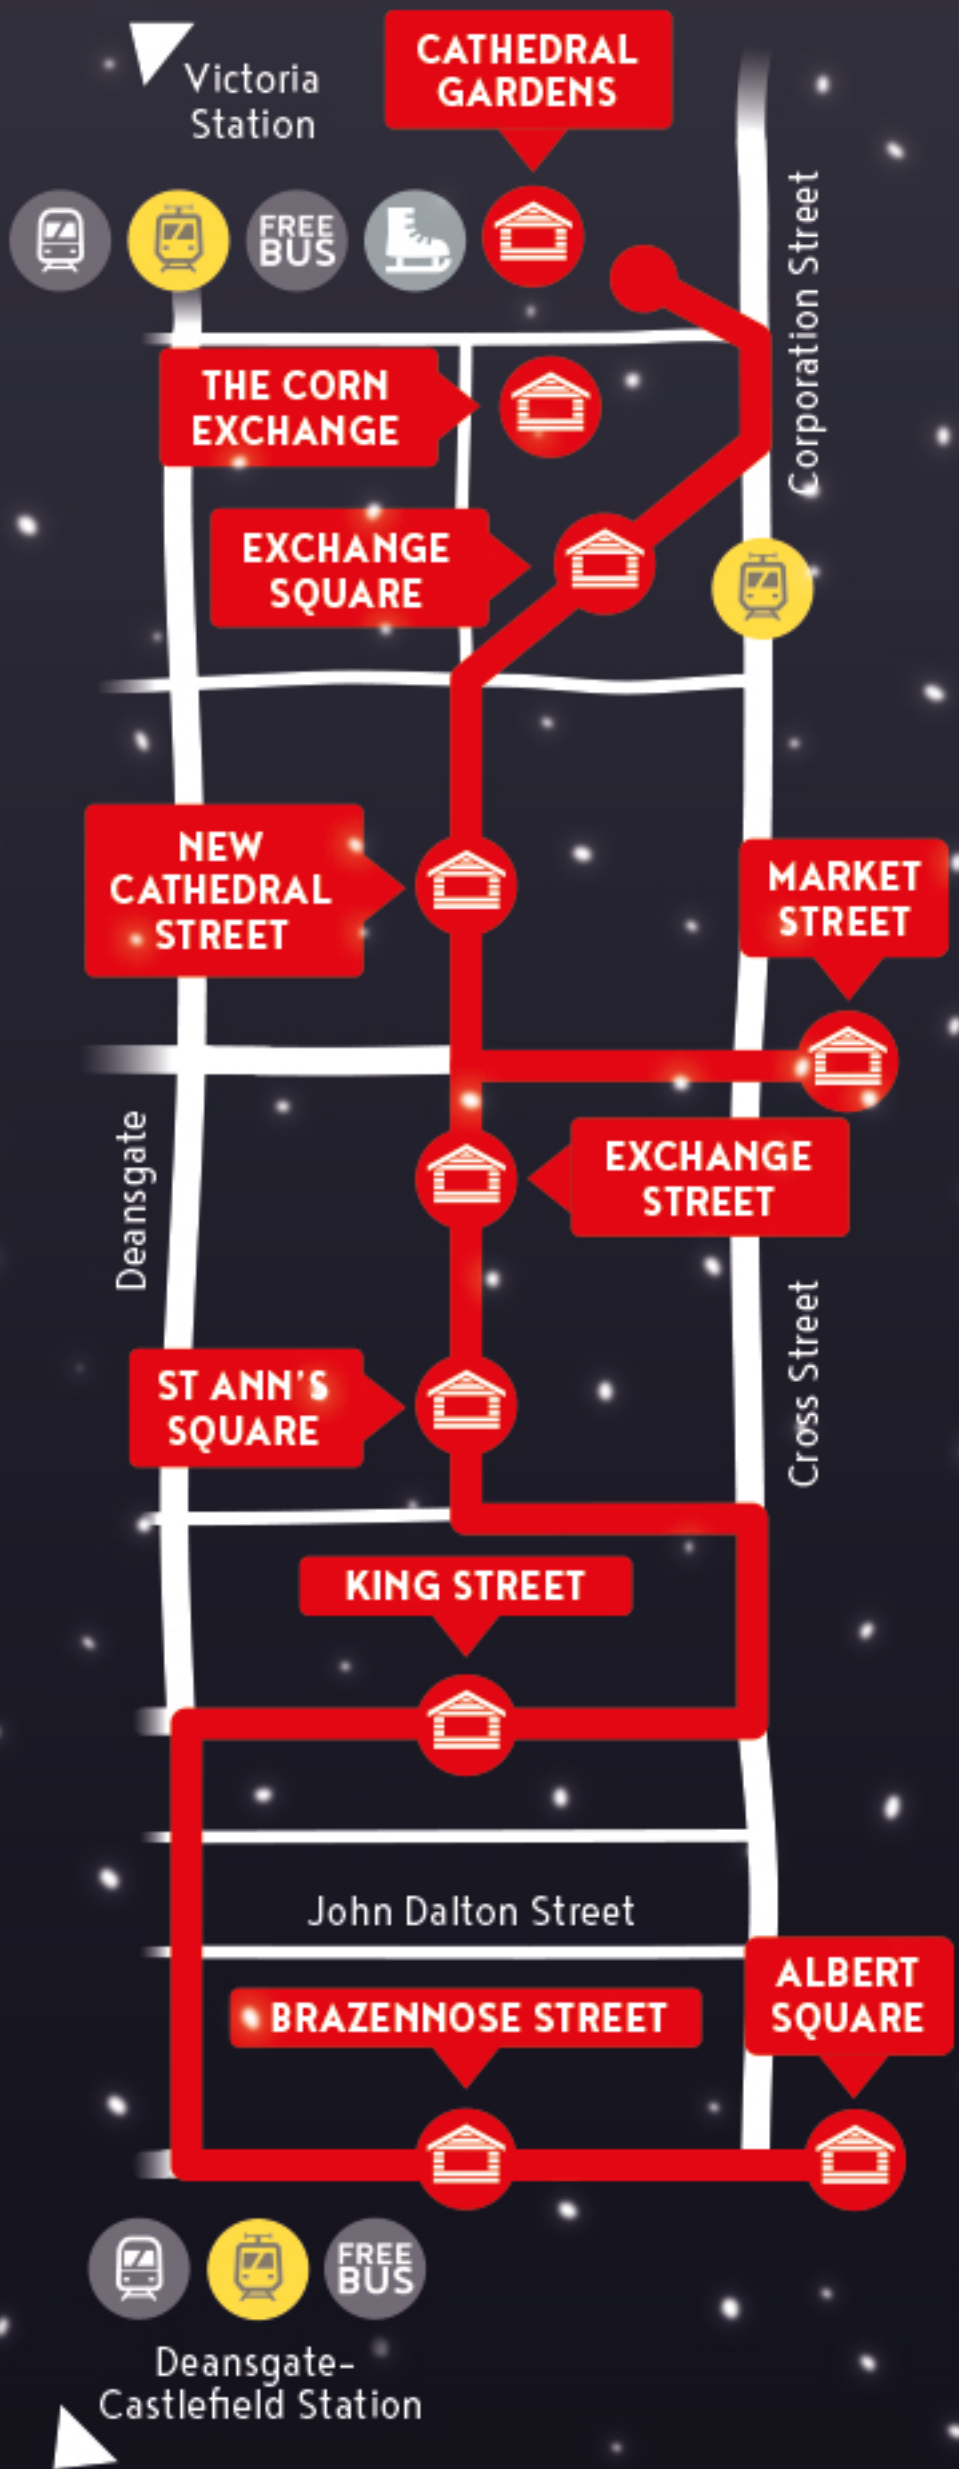 CATHEDRAL
GARDENS
Victoria
Station
FREE
BUS
Corporation Street
THE CORN
EXCHANGE
EXCHANGE
SQUARE
NEW
CATHEDRAL
STREET
MARKET
STREET
Deansgate
EXCHANGE
STREET
ST ANN'S
SQUARE
Cross Street
KING STREET
John Dalton Street
ALBERT
SQUARE
BRAZENNOSE STREET
FREE
BUS
Deansgate-
Castlefield Station